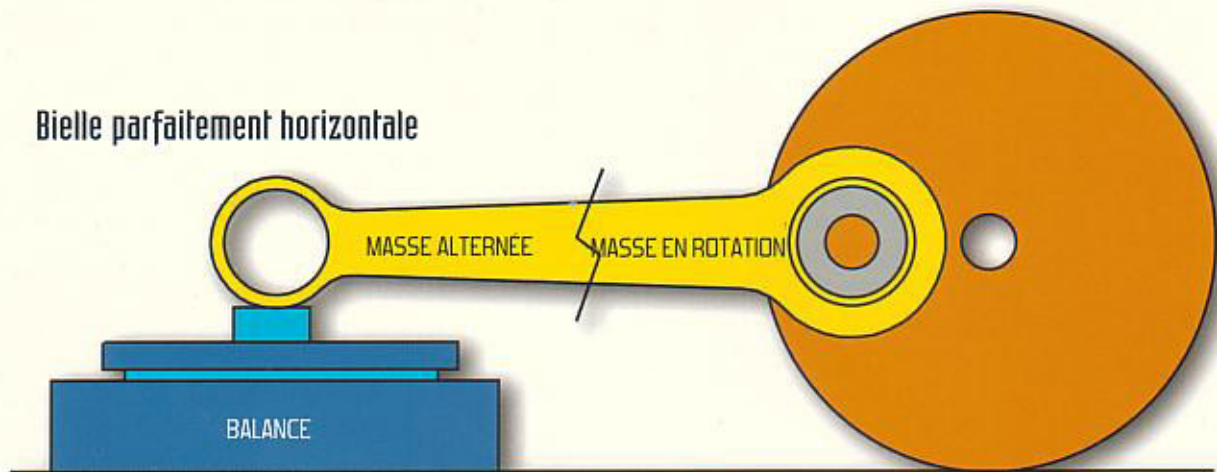 Bielle parfaitement horizontale
MASSE ALTERNÉE
MASSE EN ROTATION
BALANCE